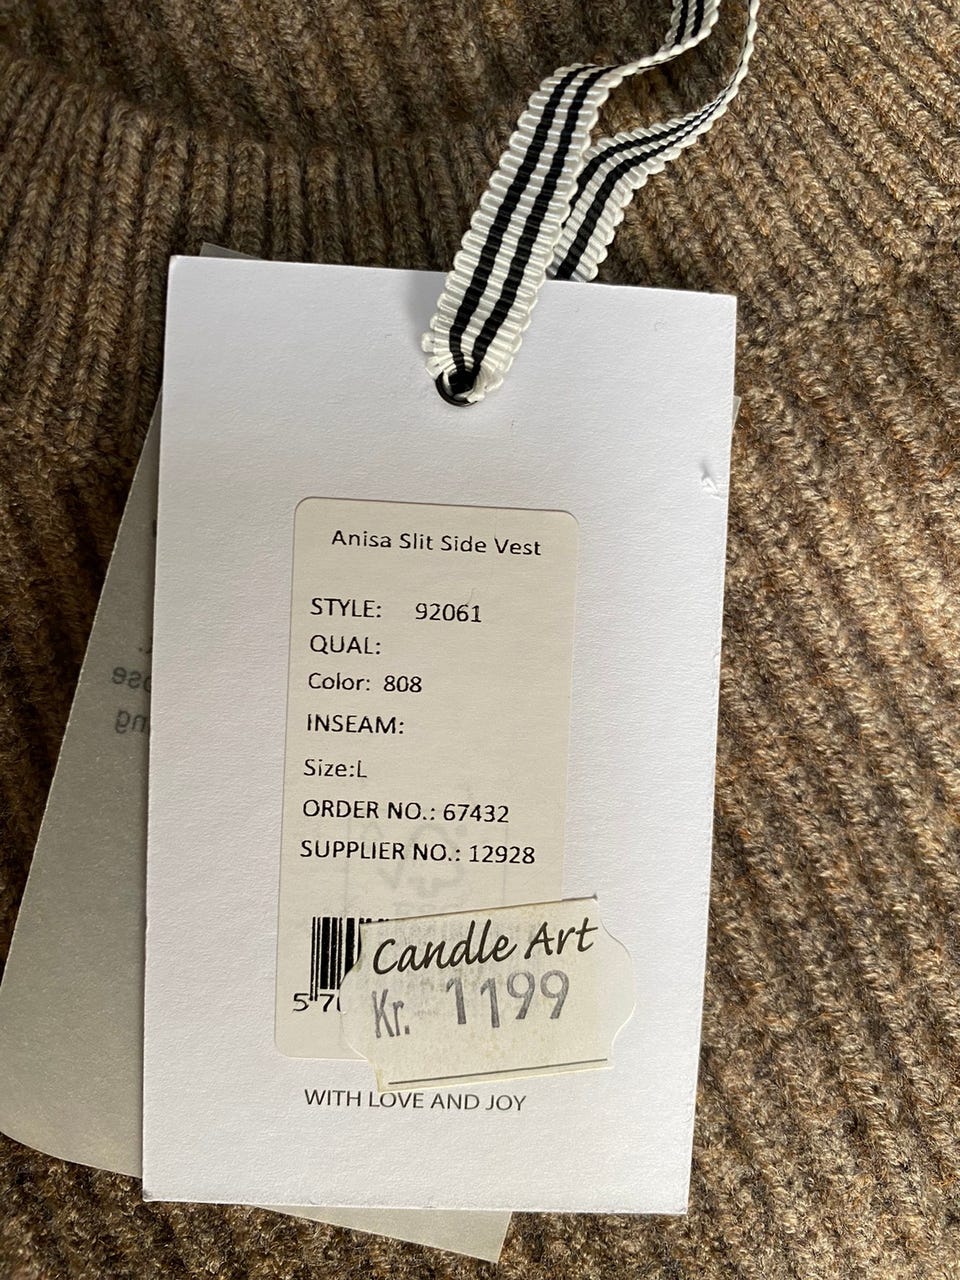 Anisa Slit Side Vest
STYLE: 92061
QUAL:
Color: 808
INSEAM:
Size:L
ORDER NO.: 67432
SUPPLIER NO.: 12928
Candle Art
Kr. 1199
WITH LOVE AND JOY